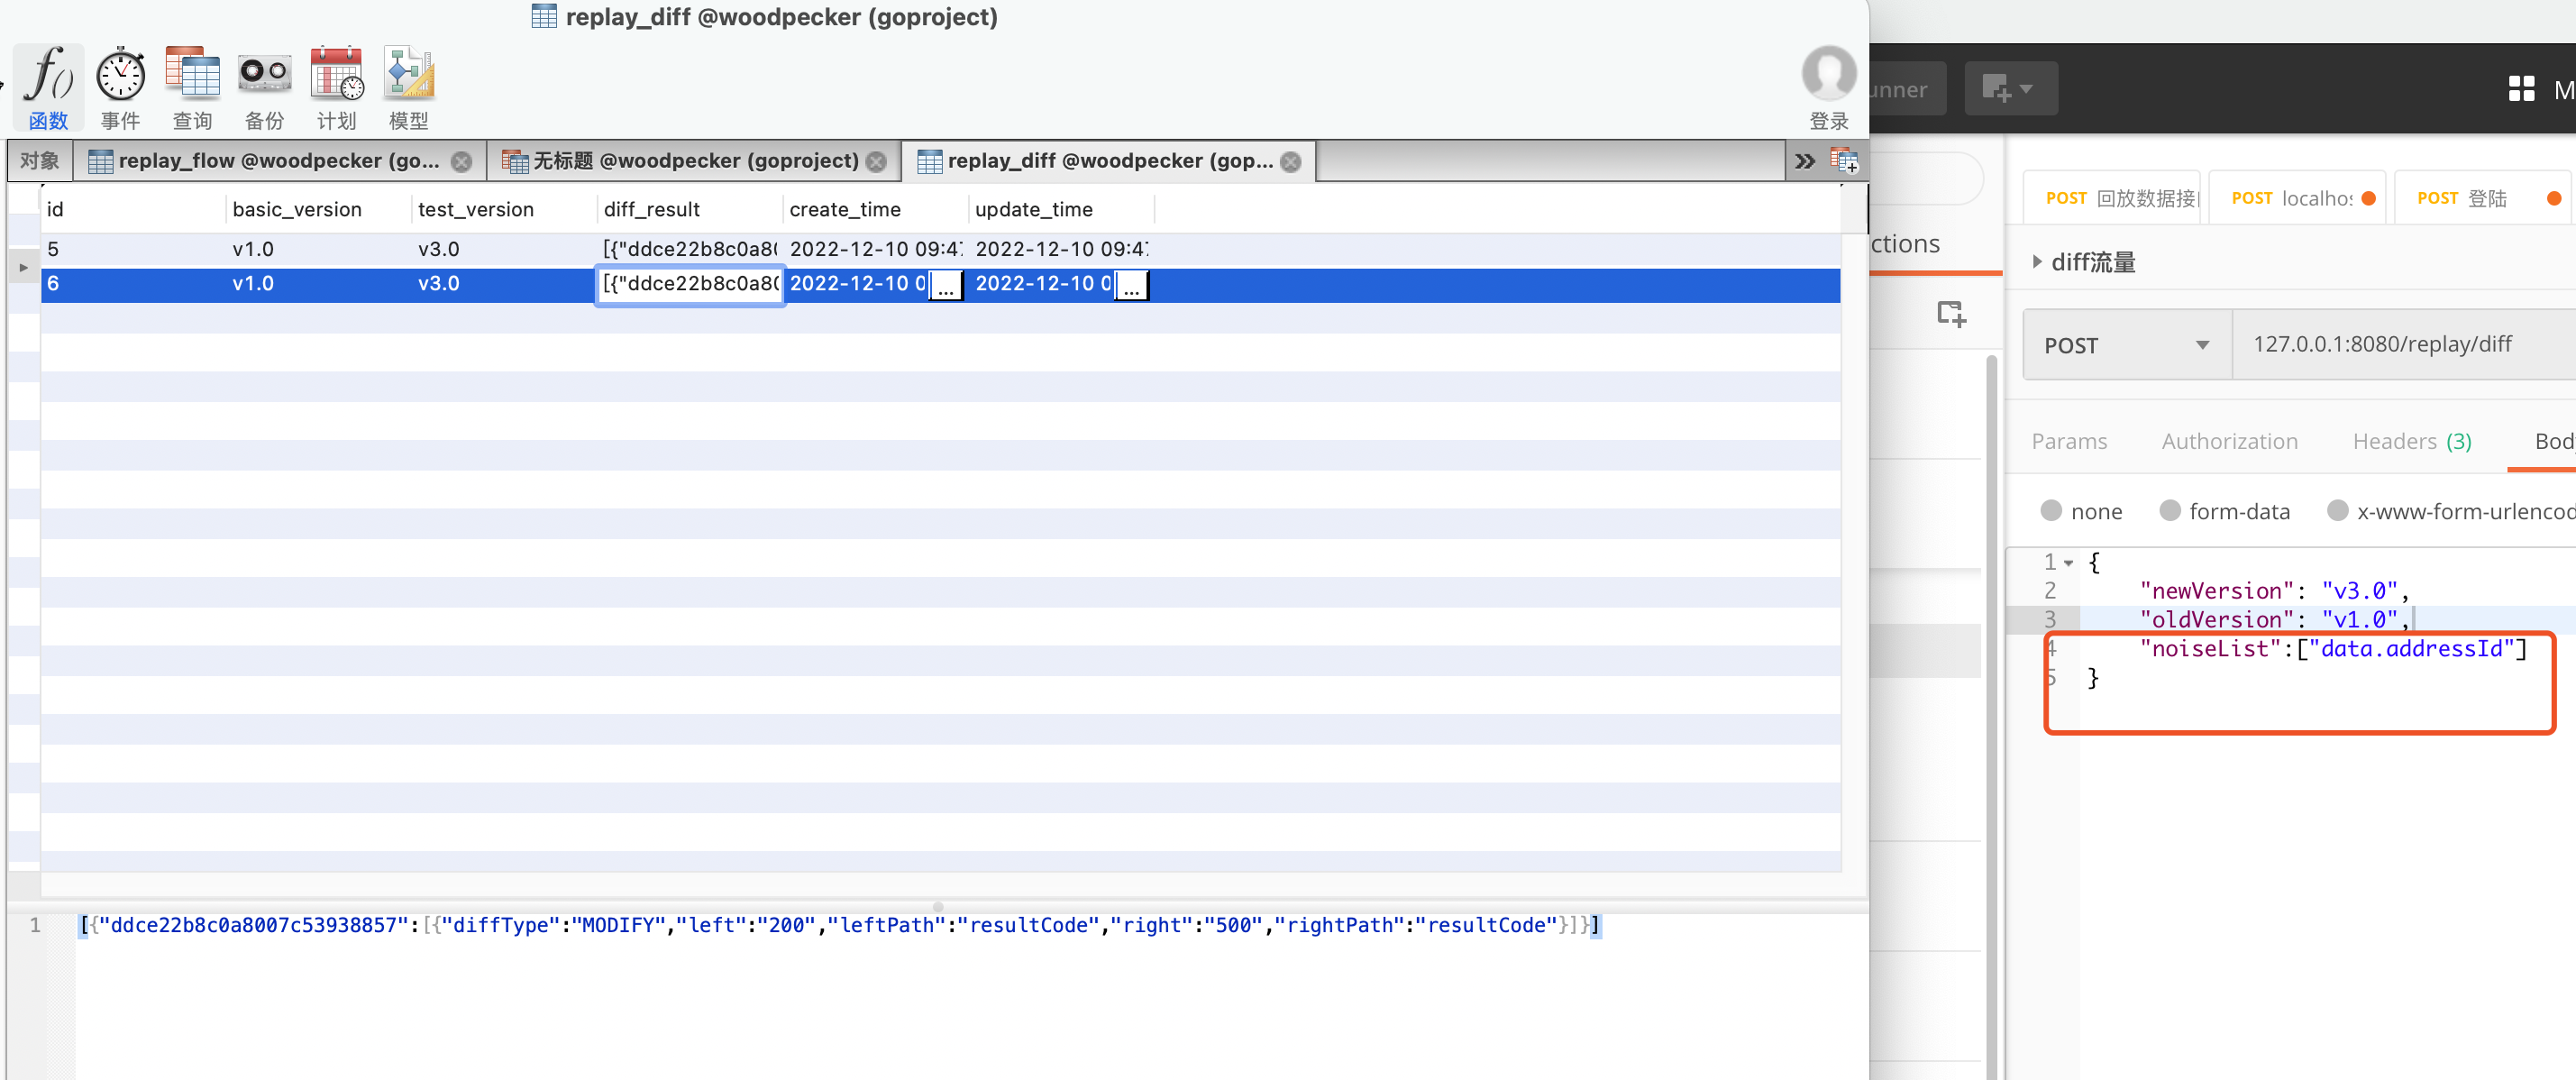 replay_diff @woodpecker (goproject)
函数 事件 查询 备份 计划 模型
登录
对象 replay_flow @woodpecker (go... 无标题 @woodpecker (goproject) replay_diff @woodpecker (gop...
id basic_version test_version diff_result create_time update_time
5 v1.0 v3.0 [{"ddce22b8c0a80 2022-12-10 09:4 2022-12-10 09:4
6 v1.0 v3.0 [{"ddce22b8c0a80 2022-12-10 0 ... 2022-12-10 0 ...
1 [{"ddce22b8c0a8007c53938857":[{"diffType":"MODIFY","left":"200","leftPath":"resultCode","right":"500","rightPath":"resultCode"}]}]
unner
M
ctions
POST 回放数据接 POST localhos POST 登陆
diff流量
POST 127.0.0.1:8080/replay/diff
Params Authorization Headers (3) Body
none form-data x-www-form-urlencod
1 {
2 "newVersion": "v3.0",
3 "oldVersion": "v1.0",
4 "noiseList":["data.addressId"]
5 }